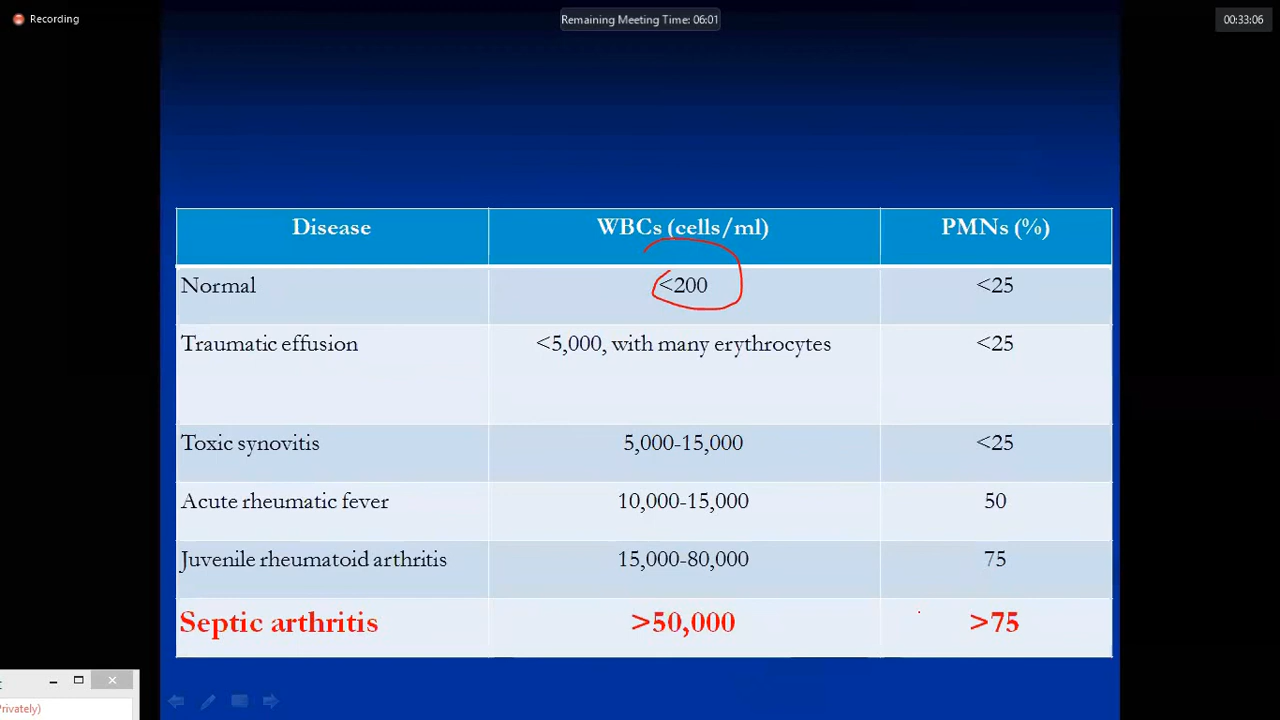 Recording
Remaining Meeting Time: 06:01
00:33:06
Disease WBCs (cells/ml) PMNs (%)
Normal <200 <25
Traumatic effusion <5,000, with many erythrocytes <25
Toxic synovitis 5,000-15,000 <25
Acute rheumatic fever 10,000-15,000 50
Juvenile rheumatoid arthritis 15,000-80,000 75
Septic arthritis >50,000 >75